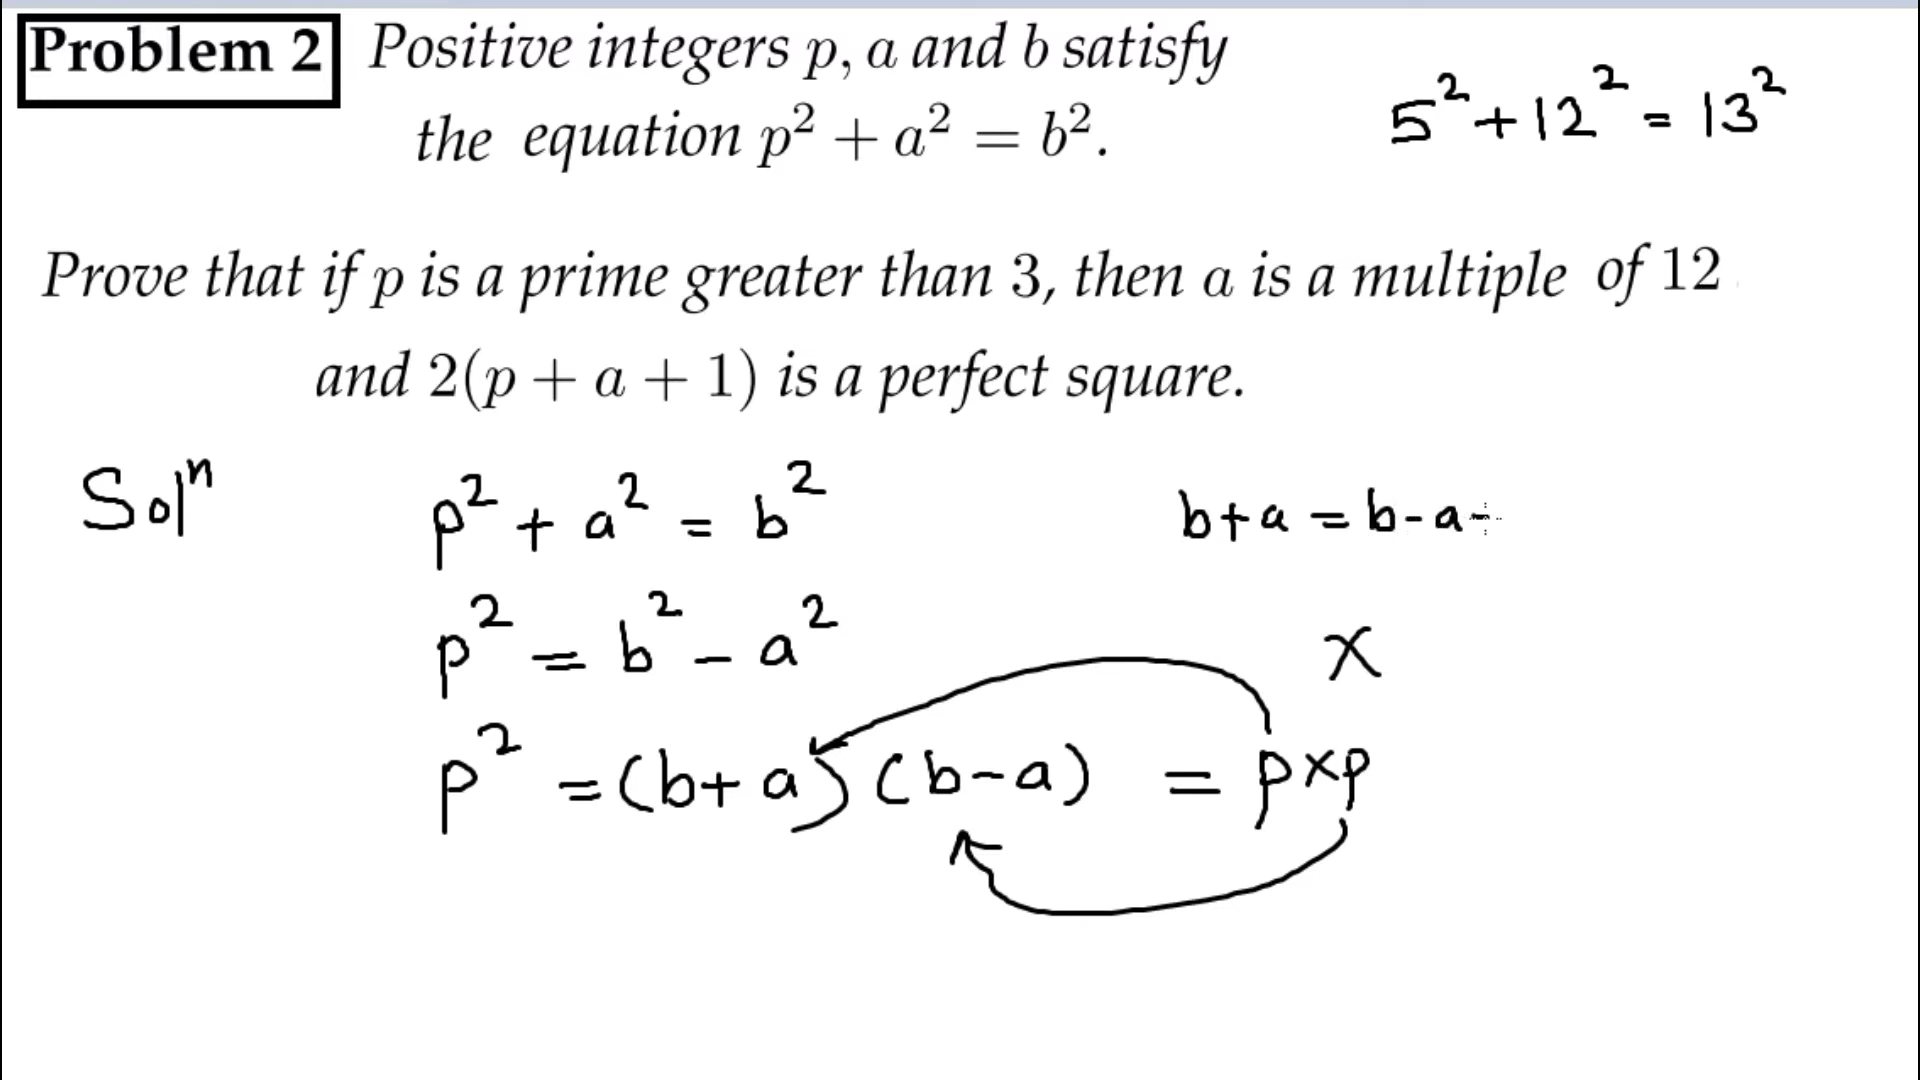 Problem 2 Positive integers p, a and b satisfy
the equation p² + a² = b².
5² + 12² = 13²
Prove that if p is a prime greater than 3, then a is a multiple of 12
and 2(p + a + 1) is a perfect square.
Solⁿ
p² + a² = b²
b+a = b-a
p² = b² - a²
x
p² = (b+a)(b-a) = p×p